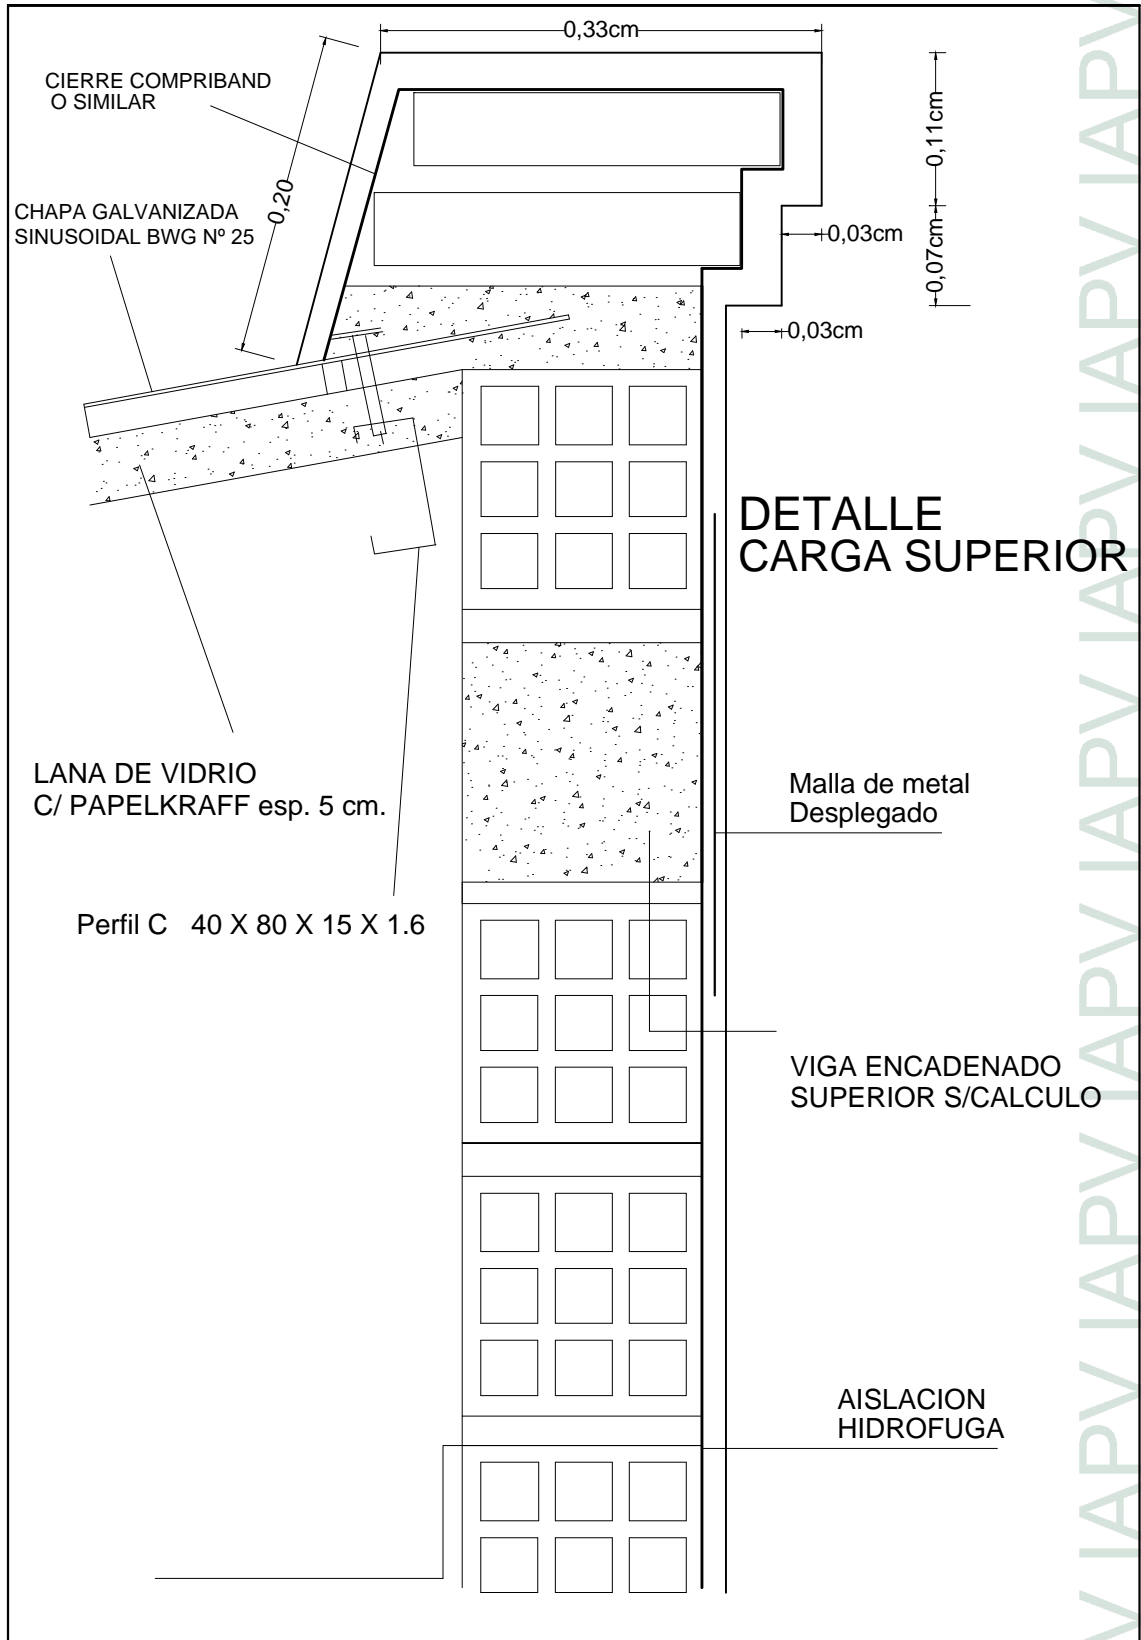 0,33cm
CIERRE COMPRIBAND
O SIMILAR
0,11cm
0,20
CHAPA GALVANIZADA
SINUSOIDAL BWG Nº 25
0,03cm
0,07cm
0,03cm
DETALLE
CARGA SUPERIOR
LANA DE VIDRIO
C/ PAPELKRAFF esp. 5 cm.
Malla de metal
Desplegado
Perfil C 40 X 80 X 15 X 1.6
VIGA ENCADENADO
SUPERIOR S/CALCULO
AISLACION
HIDROFUGA
V IAPV IAPV IAPV IAPV IAPV IAPV IAPV